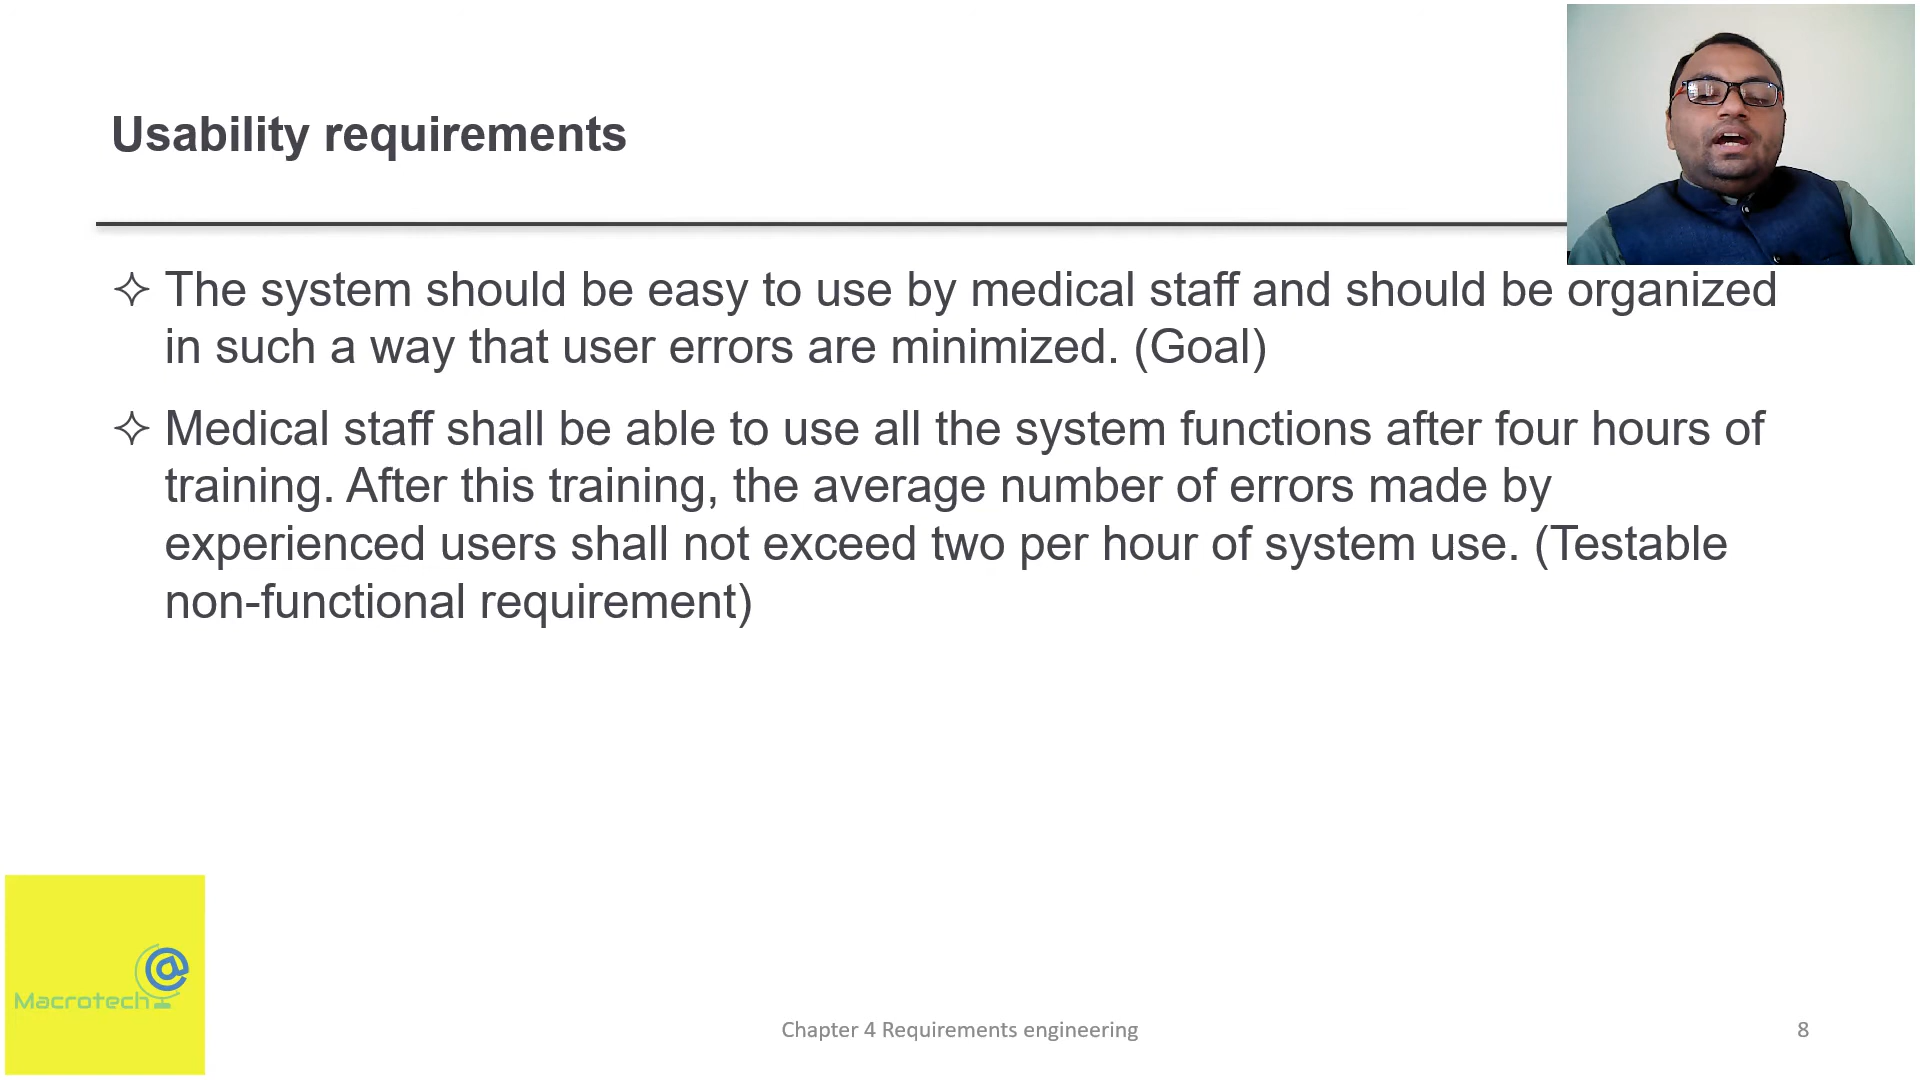 Usability requirements
The system should be easy to use by medical staff and should be organized
in such a way that user errors are minimized. (Goal)
Medical staff shall be able to use all the system functions after four hours of
training. After this training, the average number of errors made by
experienced users shall not exceed two per hour of system use. (Testable
non-functional requirement)
@
Macrotech
Chapter 4 Requirements engineering
8